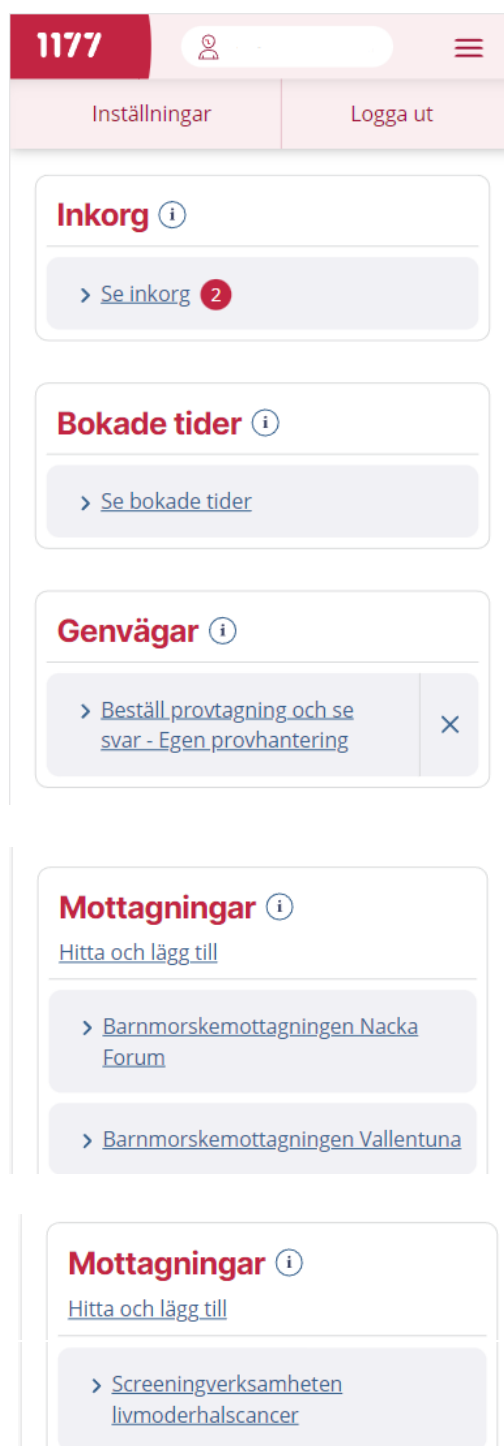 1177
Inställningar
Logga ut
Inkorg
Se inkorg 2
Bokade tider
Se bokade tider
Genvägar
Beställ provtagning och se
svar - Egen provhantering
Mottagningar
Hitta och lägg till
Barnmorskemottagningen Nacka
Forum
Barnmorskemottagningen Vallentuna
Mottagningar
Hitta och lägg till
Screeningverksamheten
livmoderhalscancer